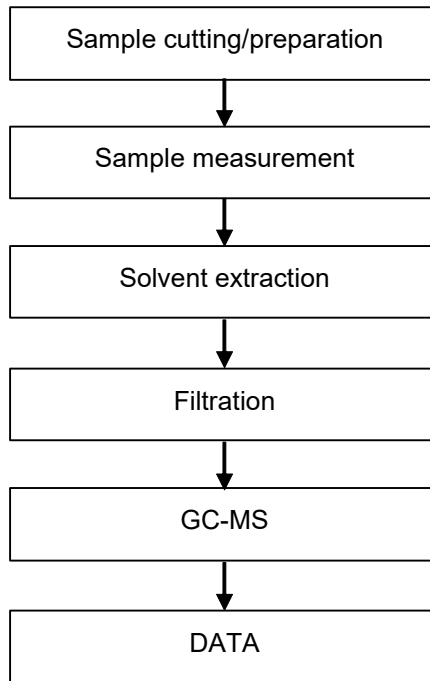 Sample cutting/preparation
Sample measurement
Solvent extraction
Filtration
GC-MS
DATA